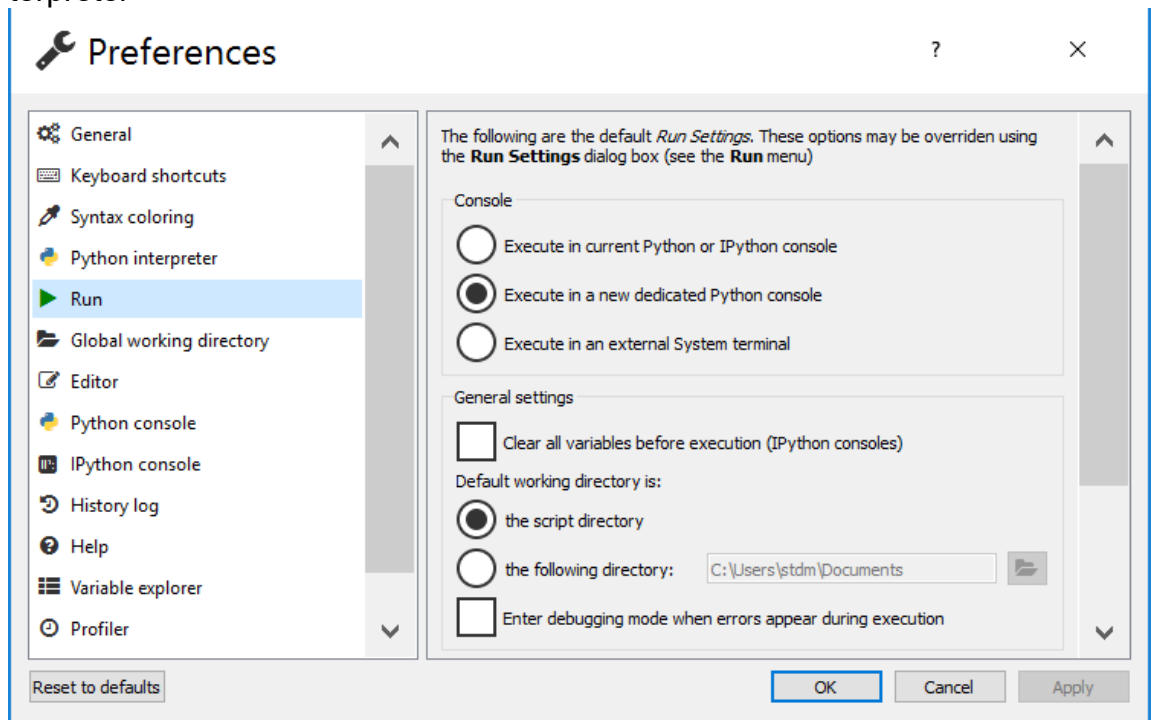 Preferences
?
General
Keyboard shortcuts
Syntax coloring
Python interpreter
Run
Global working directory
Editor
Python console
IPython console
History log
Help
Variable explorer
Profiler
The following are the default Run Settings. These options may be overriden using
the Run Settings dialog box (see the Run menu)
Console
Execute in current Python or IPython console
Execute in a new dedicated Python console
Execute in an external System terminal
General settings
Clear all variables before execution (IPython consoles)
Default working directory is:
the script directory
the following directory: C:\Users\stdm\Documents
Enter debugging mode when errors appear during execution
Reset to defaults
OK Cancel Apply